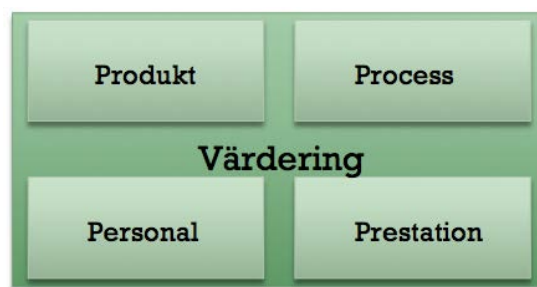 Produkt
Process
Värdering
Personal
Prestation